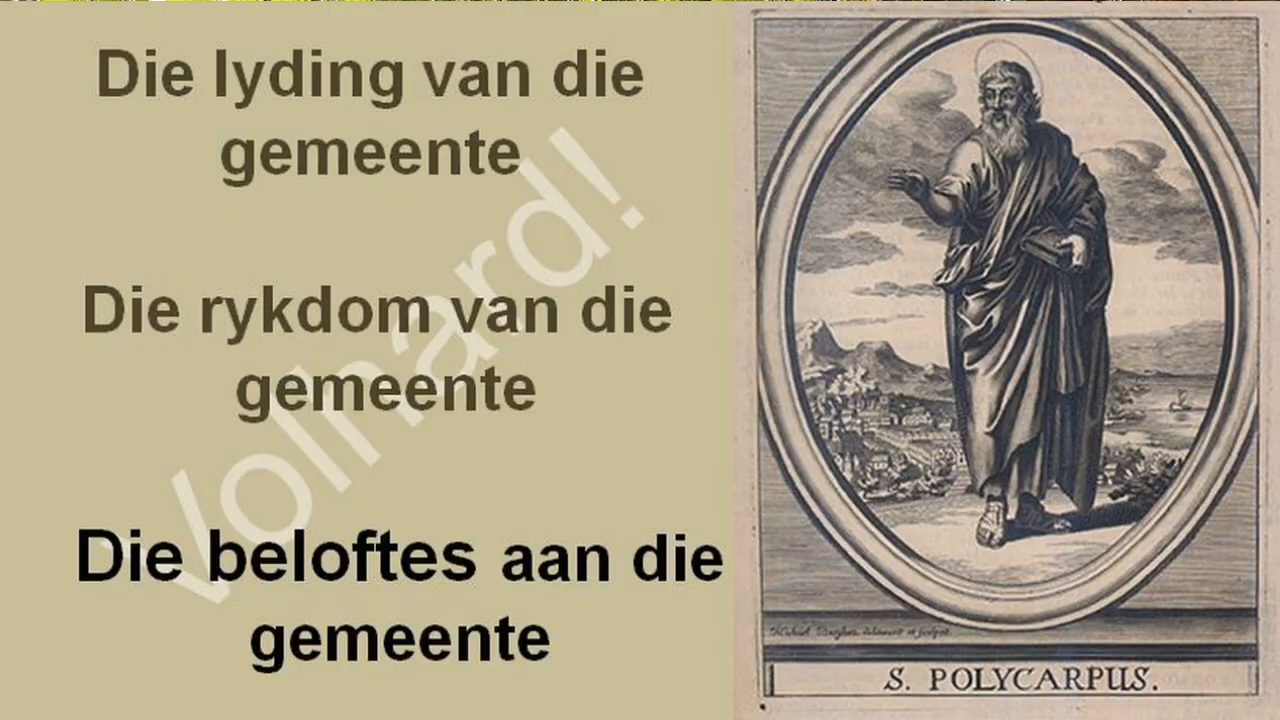 Die lyding van die
gemeente
Die rykdom van die
gemeente
Die beloftes aan die
gemeente
Volhard!
S. POLYCARPUS.